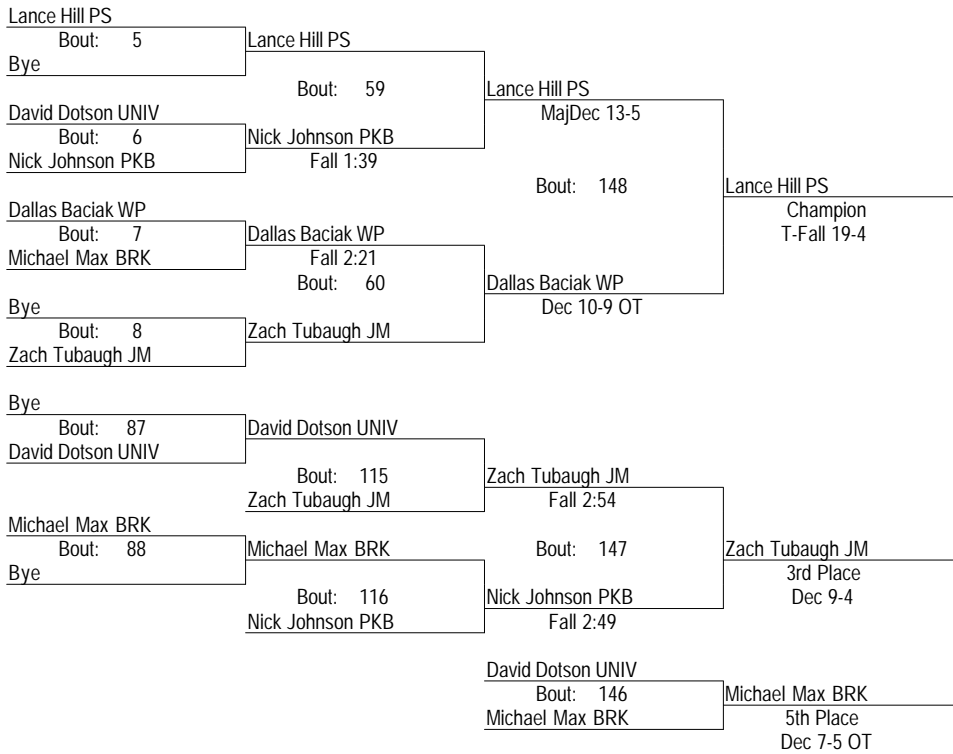 Lance Hill PS
Bout: 5
Bye
Lance Hill PS
Bout: 59
David Dotson UNIV
Bout: 6
Nick Johnson PKB
Nick Johnson PKB
Fall 1:39
Lance Hill PS
MajDec 13-5
Bout: 148
Dallas Baciak WP
Bout: 7
Michael Max BRK
Dallas Baciak WP
Fall 2:21
Bout: 60
Bye
Bout: 8
Zach Tubaugh JM
Zach Tubaugh JM
Dallas Baciak WP
Dec 10-9 OT
Lance Hill PS
Champion
T-Fall 19-4
Bye
Bout: 87
David Dotson UNIV
David Dotson UNIV
Bout: 115
Zach Tubaugh JM
Zach Tubaugh JM
Fall 2:54
Bout: 147
Michael Max BRK
Bout: 88
Bye
Michael Max BRK
Bout: 116
Nick Johnson PKB
Nick Johnson PKB
Fall 2:49
Zach Tubaugh JM
3rd Place
Dec 9-4
David Dotson UNIV
Bout: 146
Michael Max BRK
Michael Max BRK
5th Place
Dec 7-5 OT